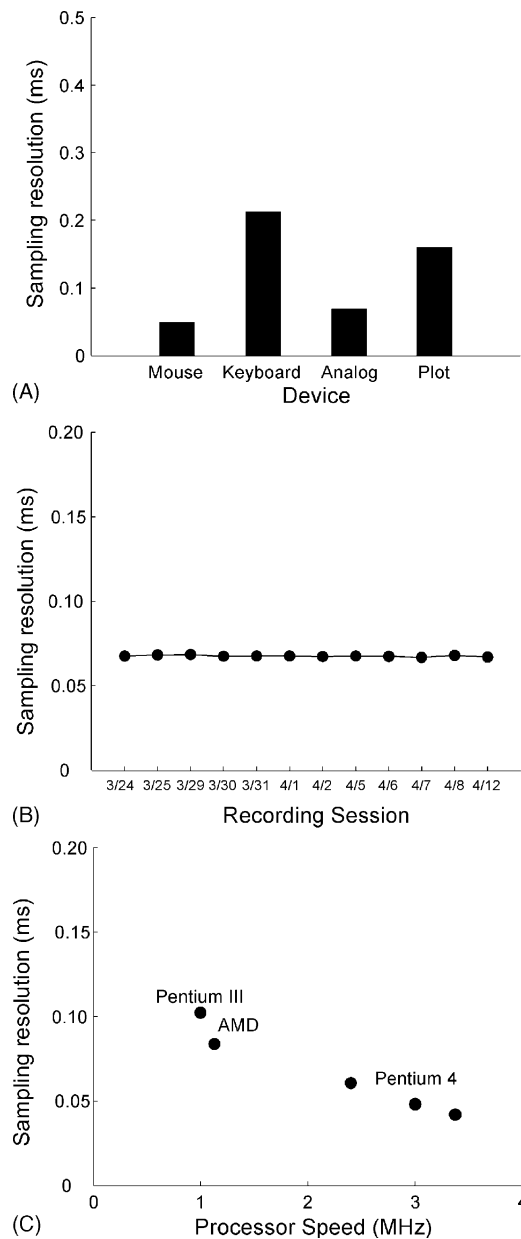 0.5
0.4
0.3
0.2
0.1
0
Sampling resolution (ms)
Mouse Keyboard Analog Plot
Device
(A)
0.20
0.15
0.10
0.05
0
Sampling resolution (ms)
3/24 3/25 3/29 3/30 3/31 4/1 4/2 4/5 4/6 4/7 4/8 4/12
Recording Session
(B)
0.20
0.15
0.10
0.05
0
Sampling resolution (ms)
Pentium III
AMD
Pentium 4
0 1 2 3 4
Processor Speed (MHz)
(C)